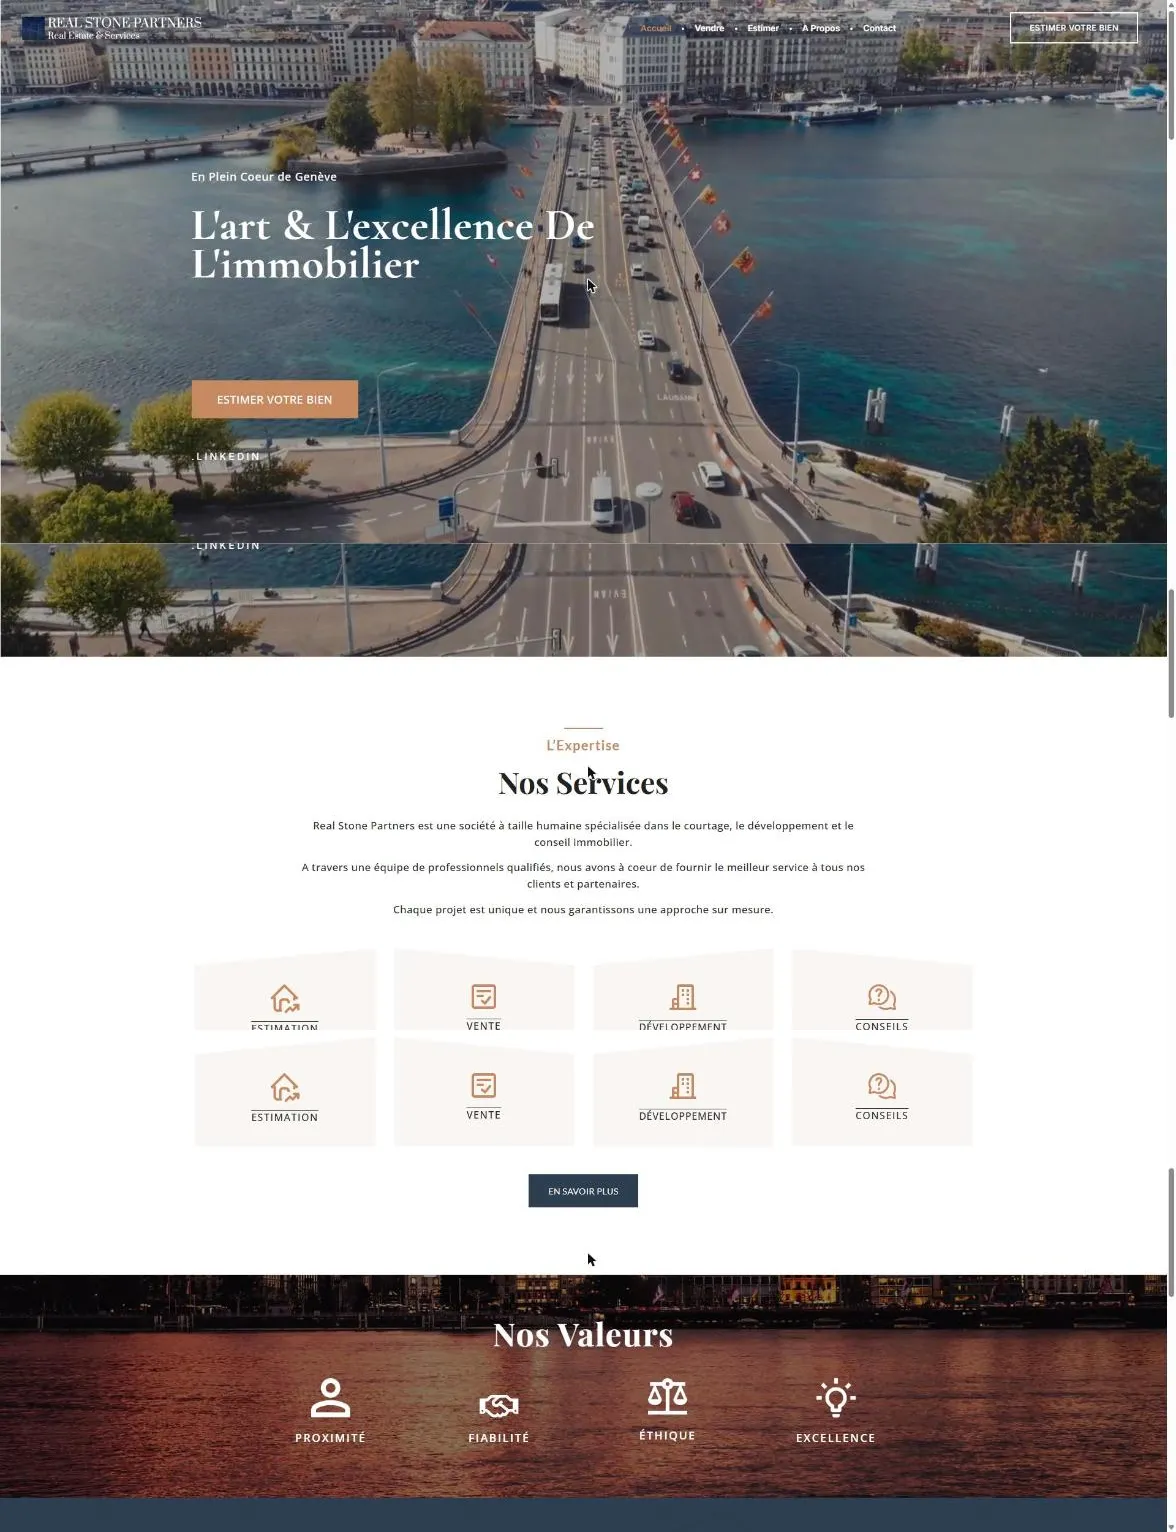 REAL STONE PARTNERS
Real Estate & Services
Accueil • Vendre • Estimer • A Propos • Contact
ESTIMER VOTRE BIEN
En Plein Coeur de Genève
L'art & L'excellence De
L'immobilier
ESTIMER VOTRE BIEN
.LINKEDIN
.LINKEDIN
L'Expertise
Nos Services
Real Stone Partners est une société à taille humaine spécialisée dans le courtage, le développement et le
conseil immobilier.
A travers une équipe de professionnels qualifiés, nous avons à coeur de fournir le meilleur service à tous nos
clients et partenaires.
Chaque projet est unique et nous garantissons une approche sur mesure.
ESTIMATION
VENTE
DÉVELOPPEMENT
CONSEILS
ESTIMATION
VENTE
DÉVELOPPEMENT
CONSEILS
EN SAVOIR PLUS
Nos Valeurs
PROXIMITÉ
FIABILITÉ
ÉTHIQUE
EXCELLENCE